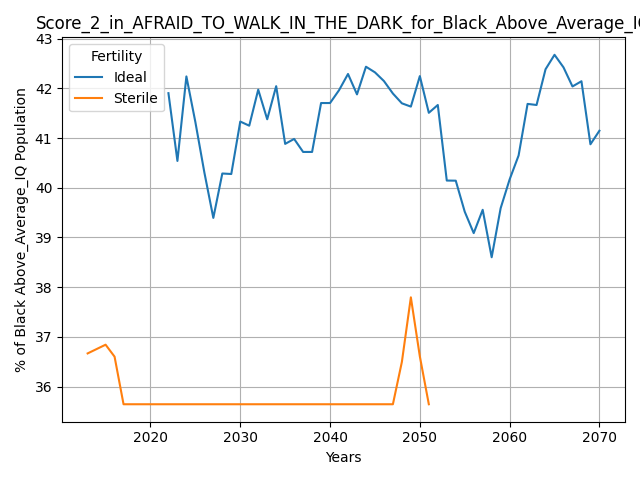 Score_2_in_AFRAID_TO_WALK_IN_THE_DARK_for_Black_Above_Average_IQ
43
42
41
40
39
38
37
36
% of Black Above_Average_IQ Population
Fertility
Ideal
Sterile
2020 2030 2040 2050 2060 2070
Years